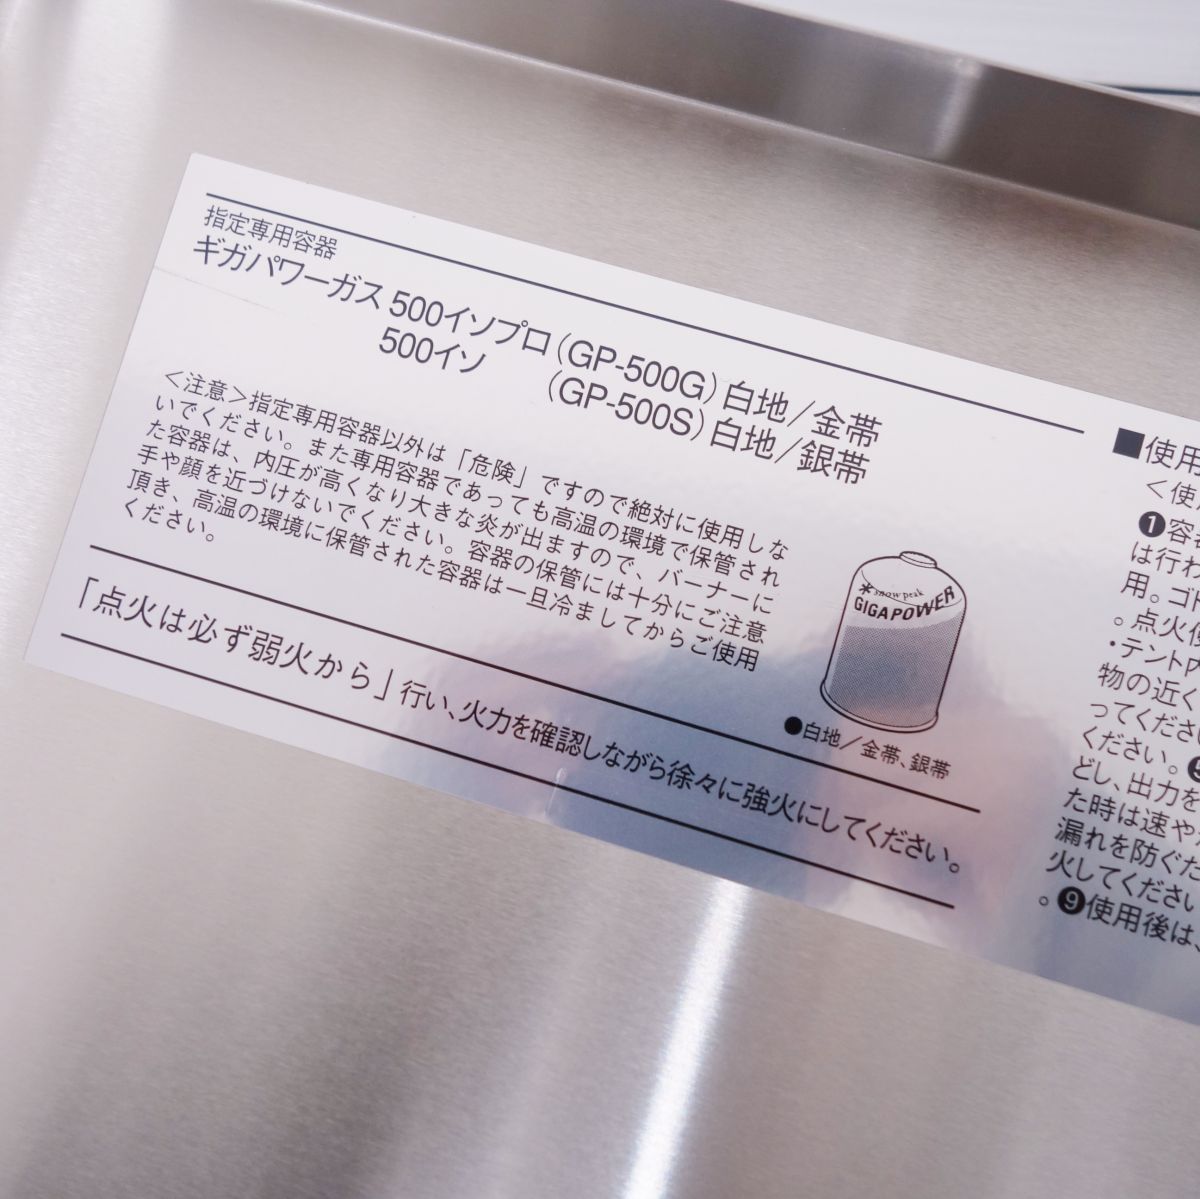 指定専用容器
ギガパワーガス 500イソプロ(GP-500G)白地/金帯
500イソ (GP-500S)白地/銀帯
<注意>指定専用容器以外は「危険」ですので絶対に使用しな
いでください。また専用容器であっても高温の環境で保管され
た容器は、内圧が高くなり大きな炎が出ますので、バーナーに
手や顔を近づけないでください。容器の保管には十分にご注意
頂き、高温の環境に保管された容器は一旦冷ましてからご使用
ください。
snow peak
GIGAPOWER
●白地/金帯、銀帯
「点火は必ず弱火から」行い、火力を確認しながら徐々に強火にしてください。
■使用
<使
❶容
は行わ
用。ゴ
。点火
・テント内
物の近く
ってください
ください。
どし、出力を
た時は速や
漏れを防ぐた
火してください
。❾使用後は、